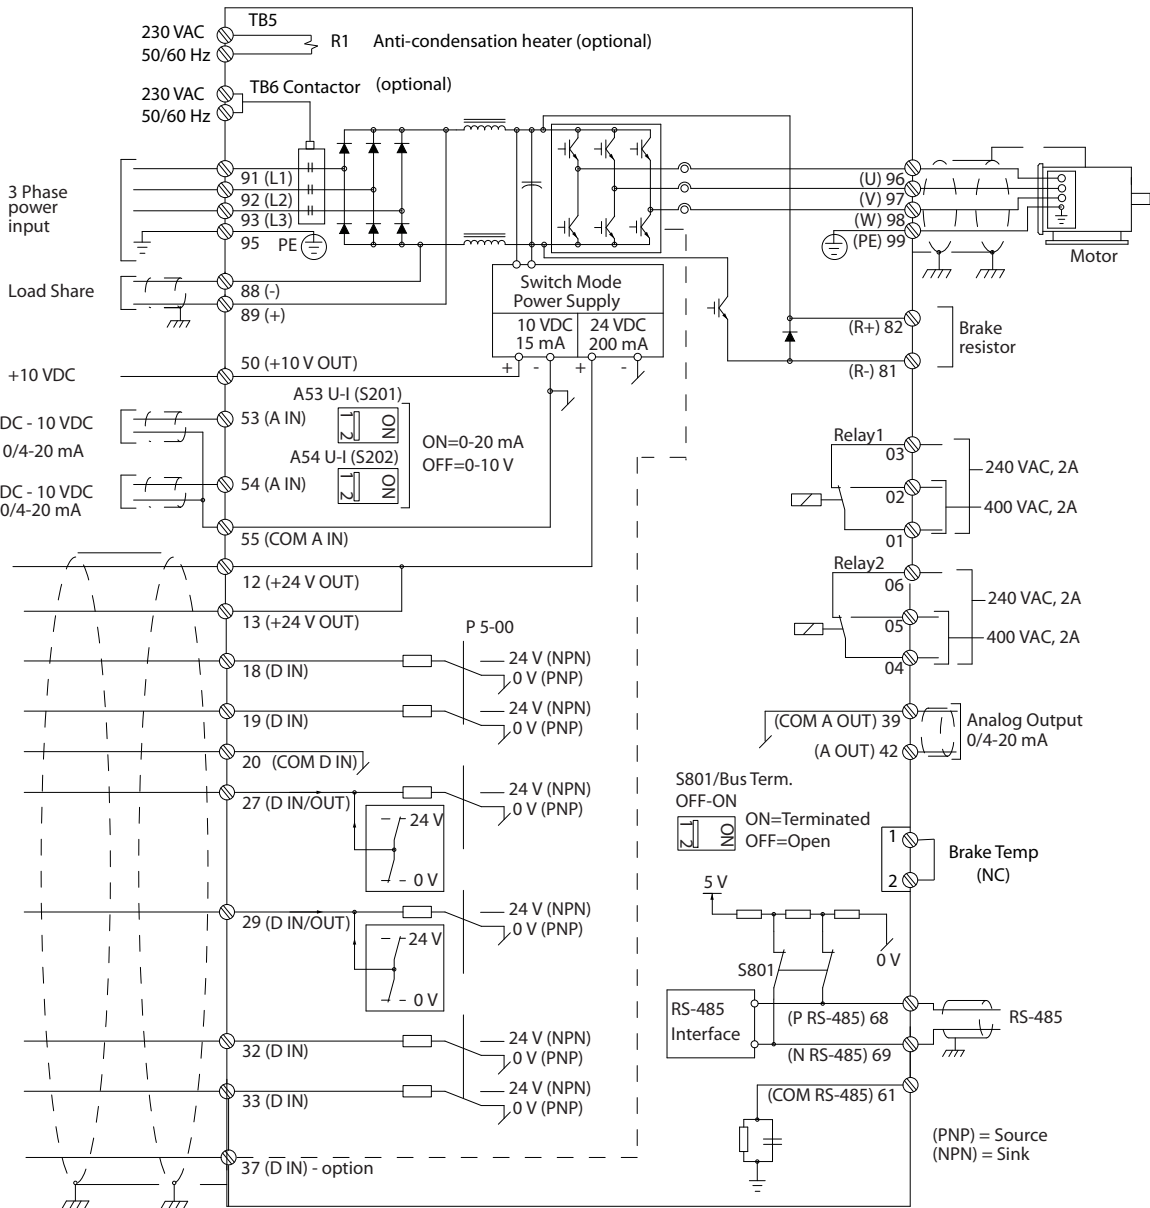 TB5
230 VAC
50/60 Hz
R1
Anti-condensation heater (optional)
230 VAC
50/60 Hz
TB6 Contactor (optional)
3 Phase
power
input
91 (L1)
92 (L2)
93 (L3)
95
PE
(U) 96
(V) 97
(W) 98
(PE) 99
Motor
Load Share
88 (-)
89 (+)
Switch Mode
Power Supply
10 VDC
15 mA
24 VDC
200 mA
+ - + -
(R+) 82
(R-) 81
Brake
resistor
+10 VDC
50 (+10 V OUT)
DC - 10 VDC
0/4-20 mA
53 (A IN)
A53 U-I (S201)
1 2
ON
ON=0-20 mA
OFF=0-10 V
DC - 10 VDC
0/4-20 mA
54 (A IN)
A54 U-I (S202)
1 2
ON
55 (COM A IN)
Relay1
03
02
01
240 VAC, 2A
400 VAC, 2A
12 (+24 V OUT)
13 (+24 V OUT)
Relay2
06
05
04
240 VAC, 2A
400 VAC, 2A
P 5-00
18 (D IN)
24 V (NPN)
0 V (PNP)
19 (D IN)
24 V (NPN)
0 V (PNP)
20 (COM D IN)
27 (D IN/OUT)
24 V (NPN)
0 V (PNP)
24 V
0 V
29 (D IN/OUT)
24 V (NPN)
0 V (PNP)
24 V
0 V
32 (D IN)
24 V (NPN)
0 V (PNP)
33 (D IN)
24 V (NPN)
0 V (PNP)
37 (D IN) - option
(COM A OUT) 39
(A OUT) 42
Analog Output
0/4-20 mA
S801/Bus Term.
OFF-ON
1 2
ON
ON=Terminated
OFF=Open
1
2
Brake Temp
(NC)
5 V
0 V
S801
RS-485
Interface
(P RS-485) 68
(N RS-485) 69
RS-485
(COM RS-485) 61
(PNP) = Source
(NPN) = Sink